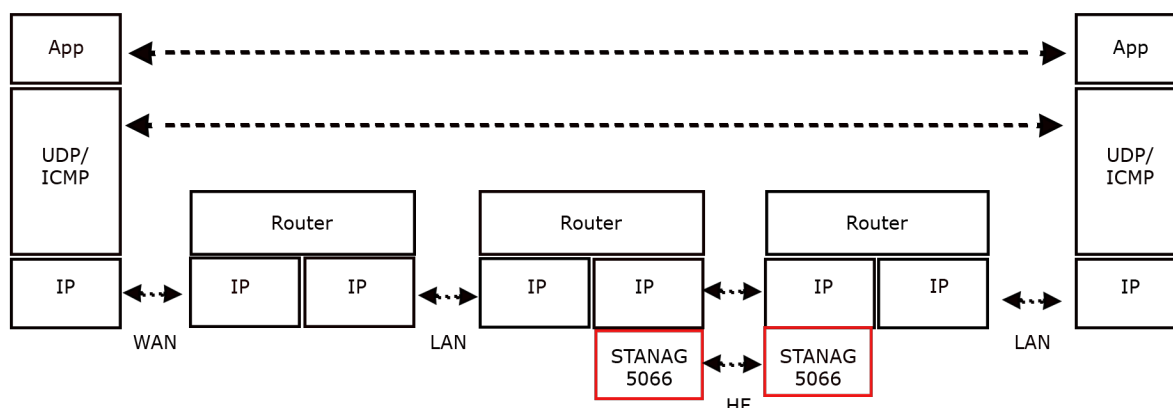 App
App
UDP/
ICMP
UDP/
ICMP
Router
Router
Router
IP
IP
IP
IP
IP
IP
IP
IP
WAN
LAN
LAN
STANAG
5066
STANAG
5066
HF